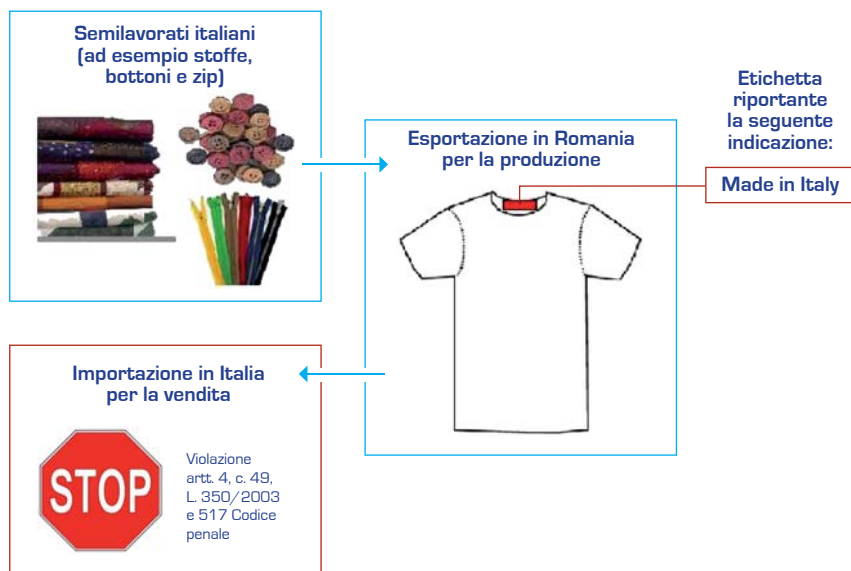 Semilavorati italiani
(ad esempio stoffe,
bottoni e zip)
Esportazione in Romania
per la produzione
Etichetta
riportante
la seguente
indicazione:
Made in Italy
Importazione in Italia
per la vendita
STOP
Violazione
artt. 4, c. 49,
L. 350/2003
e 517 Codice
penale